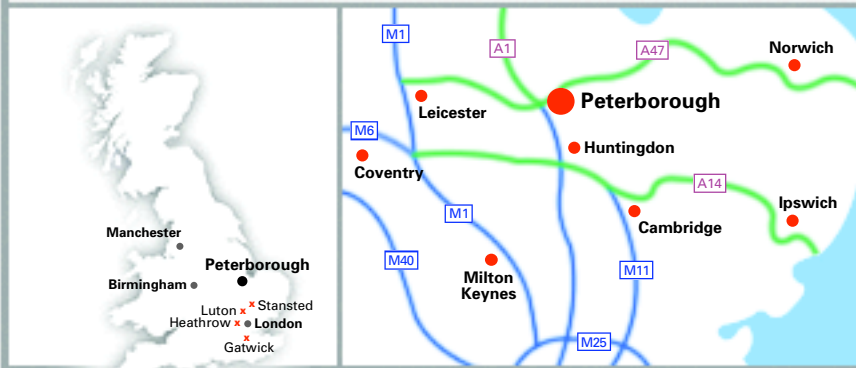 Manchester
Birmingham
Peterborough
Luton x
x Stansted
Heathrow x
London
x
Gatwick
M1
A1
A47
Norwich
Leicester
Peterborough
M6
Huntingdon
Coventry
A14
M1
Ipswich
Cambridge
M40
M11
Milton
Keynes
M25